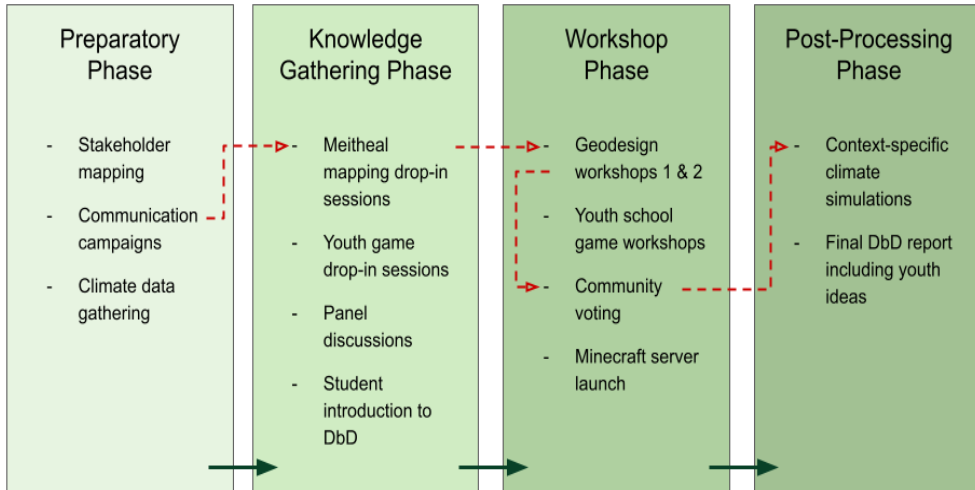 Preparatory
Phase
- Stakeholder
mapping
- Communication
campaigns
- Climate data
gathering
Knowledge
Gathering Phase
- Meitheal
mapping drop-in
sessions
- Youth game
drop-in sessions
- Panel
discussions
- Student
introduction to
DbD
Workshop
Phase
- Geodesign
workshops 1 & 2
- Youth school
game workshops
- Community
voting
- Minecraft server
launch
Post-Processing
Phase
- Context-specific
climate
simulations
- Final DbD report
including youth
ideas